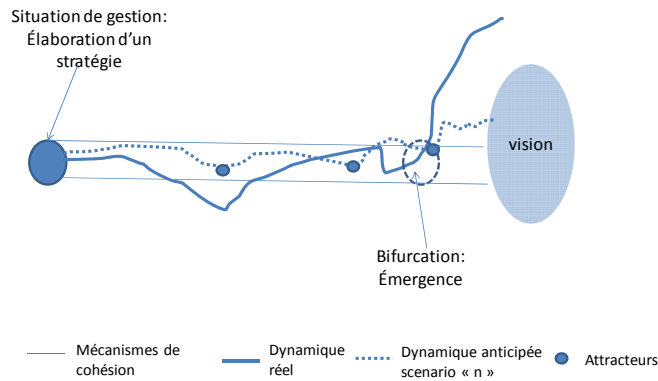 Situation de gestion:
Élaboration d'un
stratégie
vision
Bifurcation:
Émergence
Mécanismes de
cohésion
Dynamique
réel
Dynamique anticipée
scenario « n »
Attracteurs